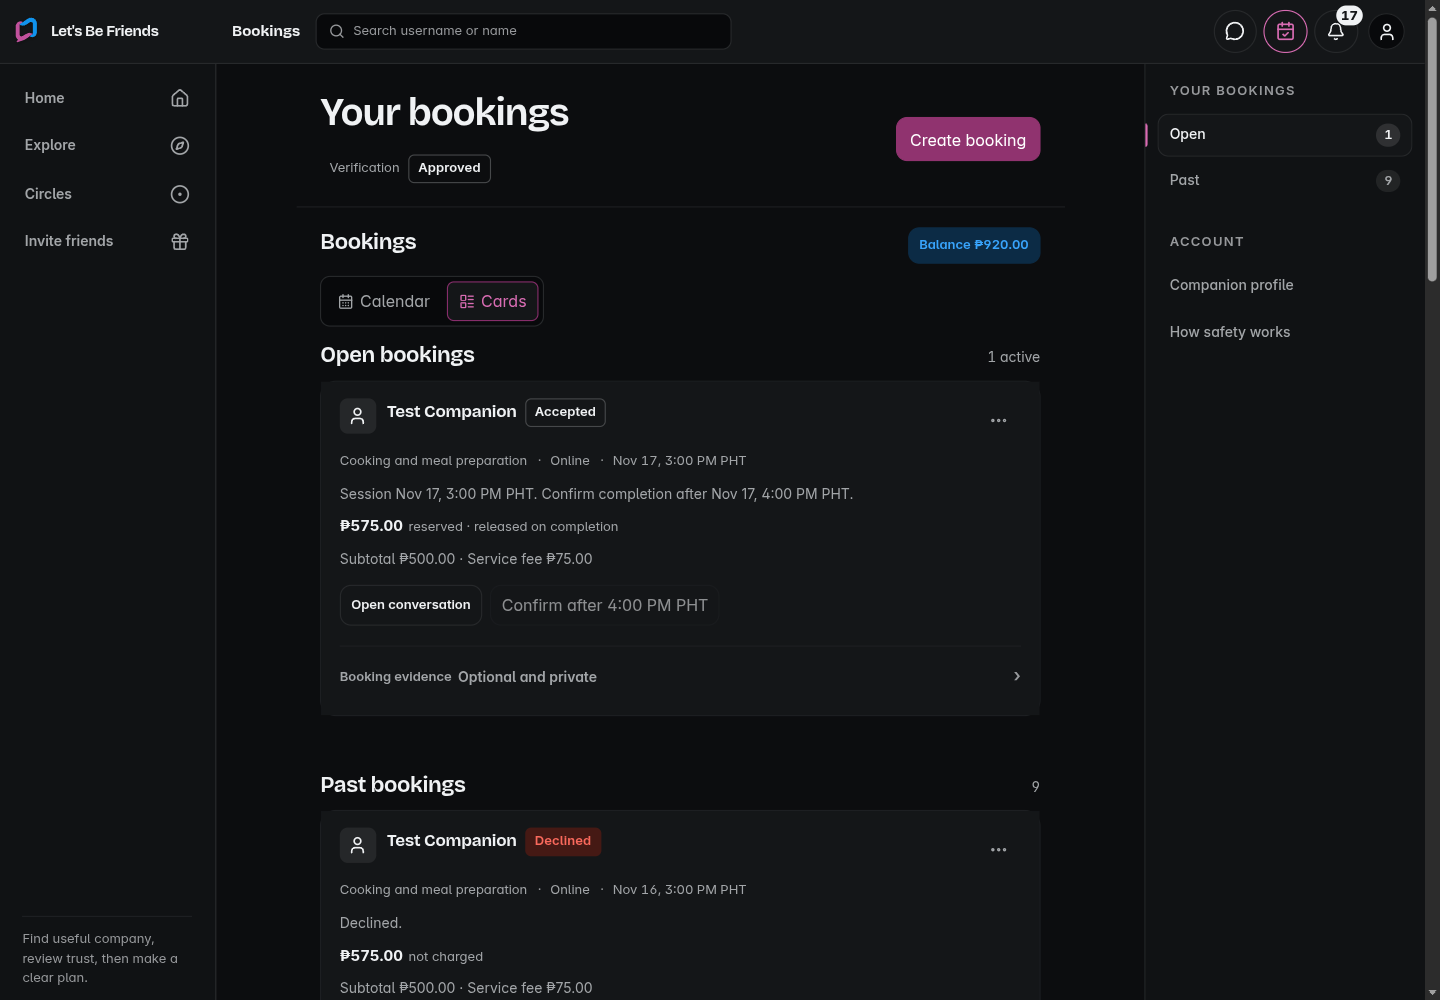 Let's Be Friends
Bookings
Search username or name
17
Home
Explore
Circles
Invite friends
Find useful company,
review trust, then make a
clear plan.
Your bookings
Verification Approved
Create booking
Bookings
Balance ₱920.00
Calendar
Cards
Open bookings
1 active
Test Companion Accepted
Cooking and meal preparation · Online · Nov 17, 3:00 PM PHT
Session Nov 17, 3:00 PM PHT. Confirm completion after Nov 17, 4:00 PM PHT.
₱575.00 reserved · released on completion
Subtotal ₱500.00 · Service fee ₱75.00
Open conversation
Confirm after 4:00 PM PHT
Booking evidence Optional and private
Past bookings
9
Test Companion Declined
Cooking and meal preparation · Online · Nov 16, 3:00 PM PHT
Declined.
₱575.00 not charged
Subtotal ₱500.00 · Service fee ₱75.00
YOUR BOOKINGS
Open 1
Past 9
ACCOUNT
Companion profile
How safety works